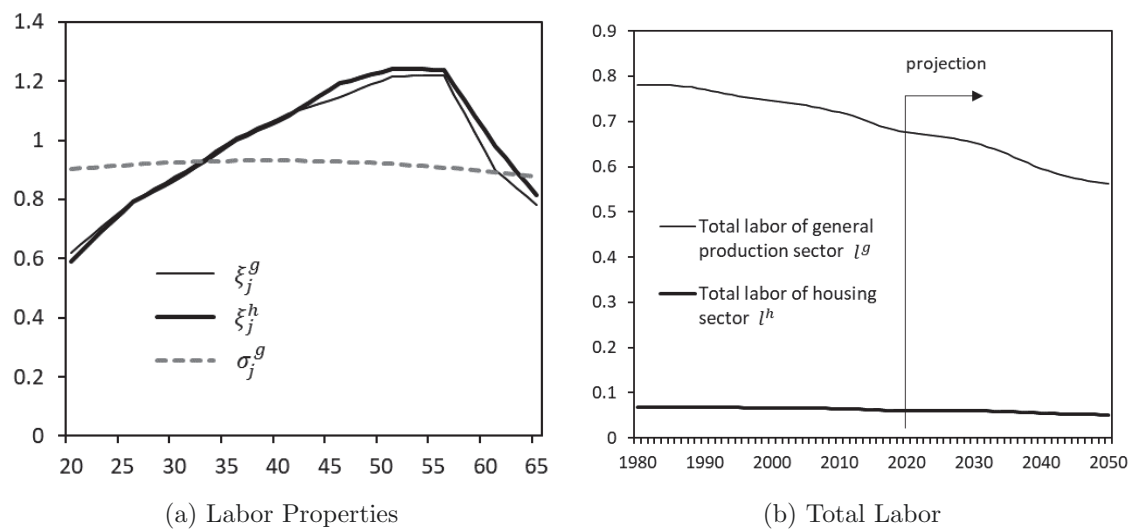 1.4
1.2
1
0.8
0.6
0.4
0.2
0
ξ_j^g
ξ_j^h
σ_j^g
20 25 30 33 40 45 50 55 60 65
(a) Labor Properties
0.9
0.8
0.7
0.6
0.5
0.4
0.3
0.2
0.1
0
projection
Total labor of general
production sector l^g
Total labor of housing
sector l^h
1980 1990 2000 2010 2020 2030 2040 2050
(b) Total Labor